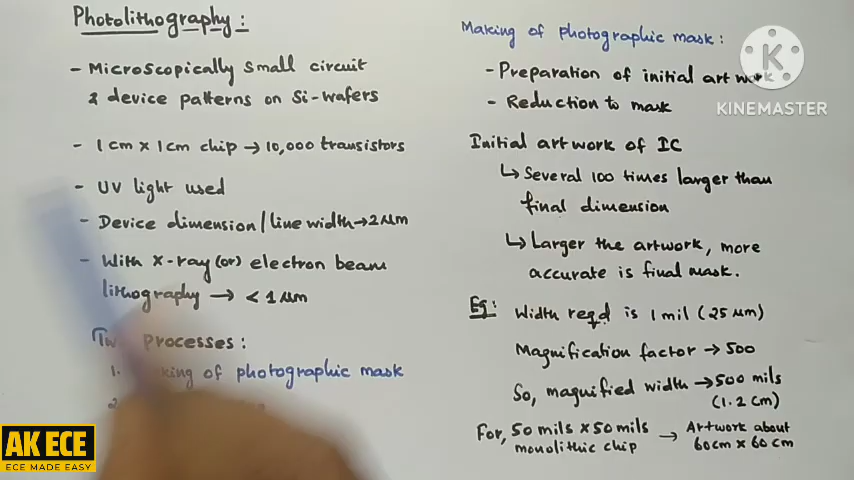 Photolithography :
- Microscopically small circuit
& device patterns on Si-wafers
- 1 cm x 1 cm chip → 10,000 transistors
- UV light used
- Device dimension / line width → 2 μm
- With X-ray (or) electron beam
lithography → < 1 μm
Processes :
1. of photographic mask
Making of photographic mask :
- Preparation of initial art work
- Reduction to mask
Initial artwork of IC
↳ Several 100 times larger than
final dimension
↳ Larger the artwork, more
accurate is final mask.
Eg: Width reqd is 1 mil (25 μm)
Magnification factor → 500
So, magnified width → 500 mils
(1.2 cm)
For, 50 mils x 50 mils
monolithic chip → Artwork about
60 cm x 60 cm
K
KINEMASTER
AK ECE
ECE MADE EASY